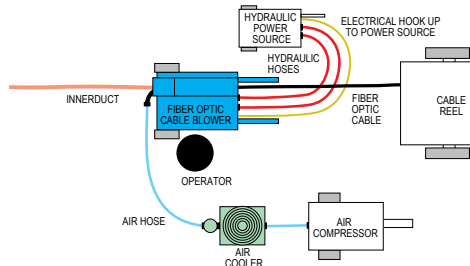 HYDRAULIC
POWER
SOURCE
ELECTRICAL HOOK UP
TO POWER SOURCE
HYDRAULIC
HOSES
INNERDUCT
FIBER OPTIC
CABLE BLOWER
FIBER
OPTIC
CABLE
CABLE
REEL
OPERATOR
AIR HOSE
AIR
COOLER
AIR
COMPRESSOR